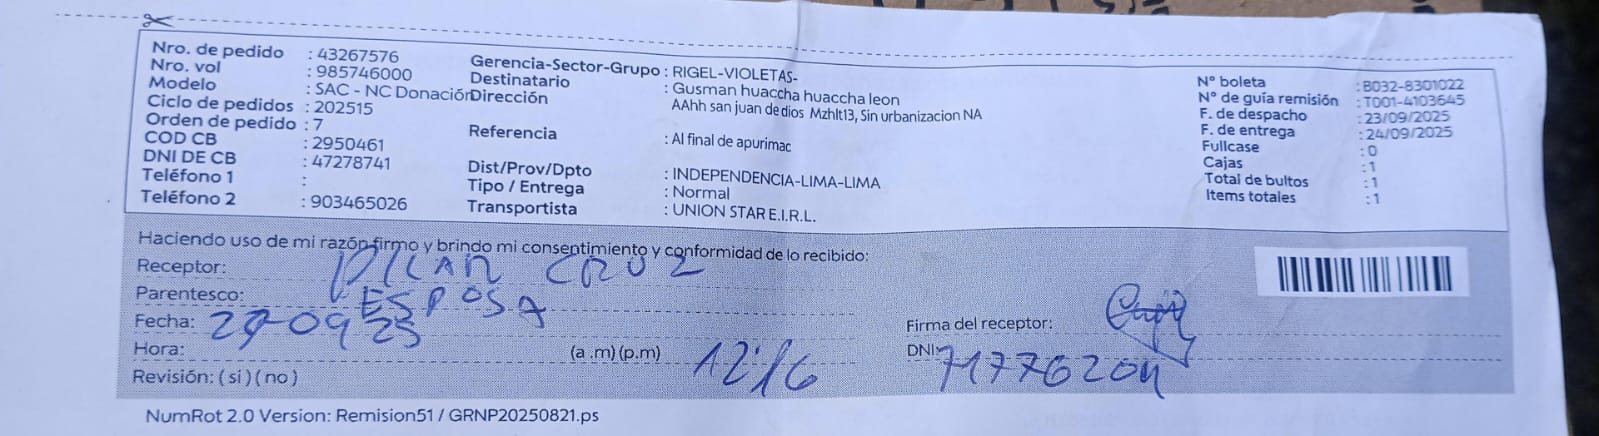 Nro. de pedido : 43267576
Nro. vol : 985746000
Modelo : SAC - NC Donación
Ciclo de pedidos : 202515
Orden de pedido : 7
COD CB : 2950461
DNI DE CB : 47278741
Teléfono 1 :
Teléfono 2 : 903465026
Gerencia-Sector-Grupo : RIGEL-VIOLETAS-
Destinatario : Gusman huaccha huaccha leon
Dirección AAhh san juan de dios Mzhlt13, Sin urbanizacion NA
Referencia : Al final de apurimac
Dist/Prov/Dpto : INDEPENDENCIA-LIMA-LIMA
Tipo / Entrega : Normal
Transportista : UNION STAR E.I.R.L.
N° boleta : B032-8301022
N° de guía remisión : T001-4103645
F. de despacho : 23/09/2025
F. de entrega : 24/09/2025
Fullcase : 0
Cajas : 1
Total de bultos : 1
Items totales : 1
Haciendo uso de mi razón firmo y brindo mi consentimiento y conformidad de lo recibido:
Receptor: CRUZ
Parentesco: ESPOSA
Fecha: 09 25
Hora: (a .m) (p.m) 12:16
Revisión: ( si ) ( no )
Firma del receptor:
DNI:
NumRot 2.0 Version: Remision51 / GRNP20250821.ps